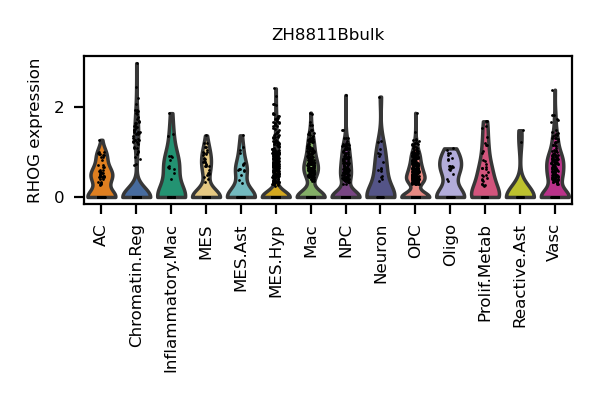 ZH8811Bbulk
RHOG expression
2
0
AC
Chromatin.Reg
Inflammatory.Mac
MES
MES.Ast
MES.Hyp
Mac
NPC
Neuron
OPC
Oligo
Prolif.Metab
Reactive.Ast
Vasc